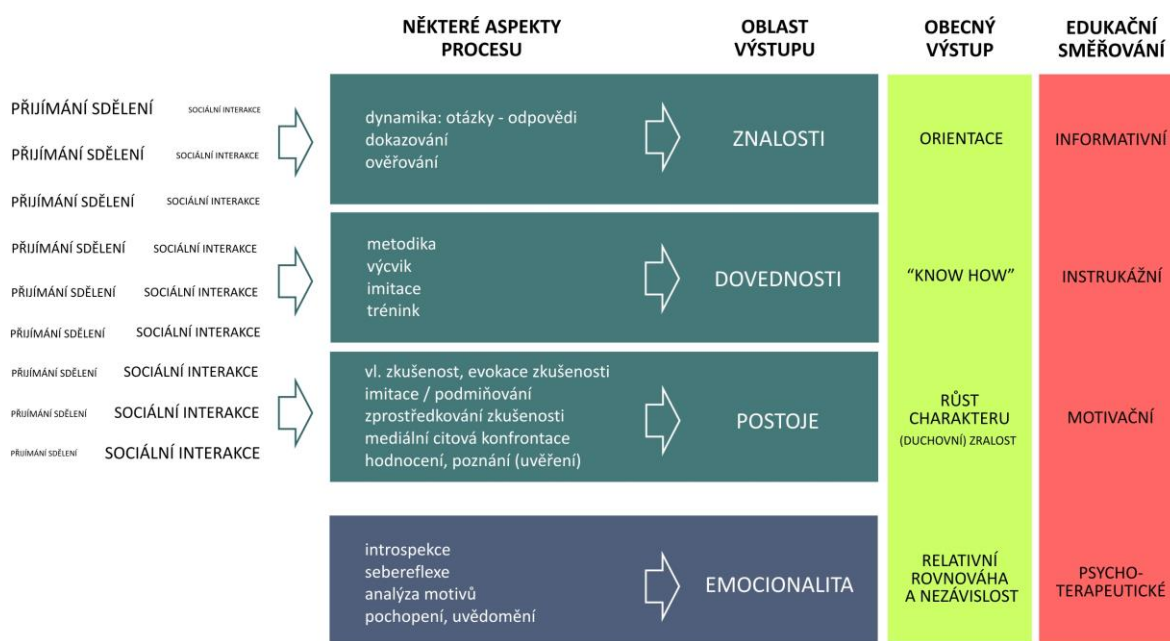 NĚKTERÉ ASPEKTY
PROCESU
OBLAST
VÝSTUPU
OBECNÝ
VÝSTUP
EDUKAČNÍ
SMĚŘOVÁNÍ
PŘIJÍMÁNÍ SDĚLENÍ SOCIÁLNÍ INTERAKCE
PŘIJÍMÁNÍ SDĚLENÍ SOCIÁLNÍ INTERAKCE
PŘIJÍMÁNÍ SDĚLENÍ SOCIÁLNÍ INTERAKCE
PŘIJÍMÁNÍ SDĚLENÍ SOCIÁLNÍ INTERAKCE
PŘIJÍMÁNÍ SDĚLENÍ SOCIÁLNÍ INTERAKCE
PŘIJÍMÁNÍ SDĚLENÍ SOCIÁLNÍ INTERAKCE
PŘIJÍMÁNÍ SDĚLENÍ SOCIÁLNÍ INTERAKCE
PŘIJÍMÁNÍ SDĚLENÍ SOCIÁLNÍ INTERAKCE
PŘIJÍMÁNÍ SDĚLENÍ SOCIÁLNÍ INTERAKCE
dynamika: otázky - odpovědi
dokazování
ověřování
ZNALOSTI
ORIENTACE
INFORMATIVNÍ
metodika
výcvik
imitace
trénink
DOVEDNOSTI
“KNOW HOW”
INSTRUKÁŽNÍ
vl. zkušenost, evokace zkušenosti
imitace / podmiňování
zprostředkování zkušenosti
mediální citová konfrontace
hodnocení, poznání (uvěření)
POSTOJE
RŮST
CHARAKTERU
(DUCHOVNÍ) ZRALOST
MOTIVAČNÍ
introspekce
sebereflexe
analýza motivů
pochopení, uvědomění
EMOCIONALITA
RELATIVNÍ
ROVNOVÁHA
A NEZÁVISLOST
PSYCHO-
TERAPEUTICKÉ